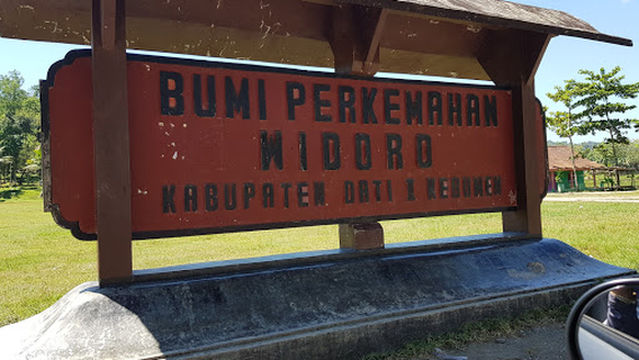 BUMI PERKEMAHAN
WIDORO
KABUPATEN DATI II KEBUMEN